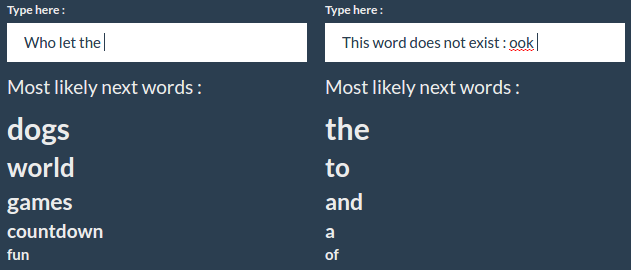 Type here :
Who let the
Most likely next words :
dogs
world
games
countdown
fun
Type here :
This word does not exist : ook
Most likely next words :
the
to
and
a
of